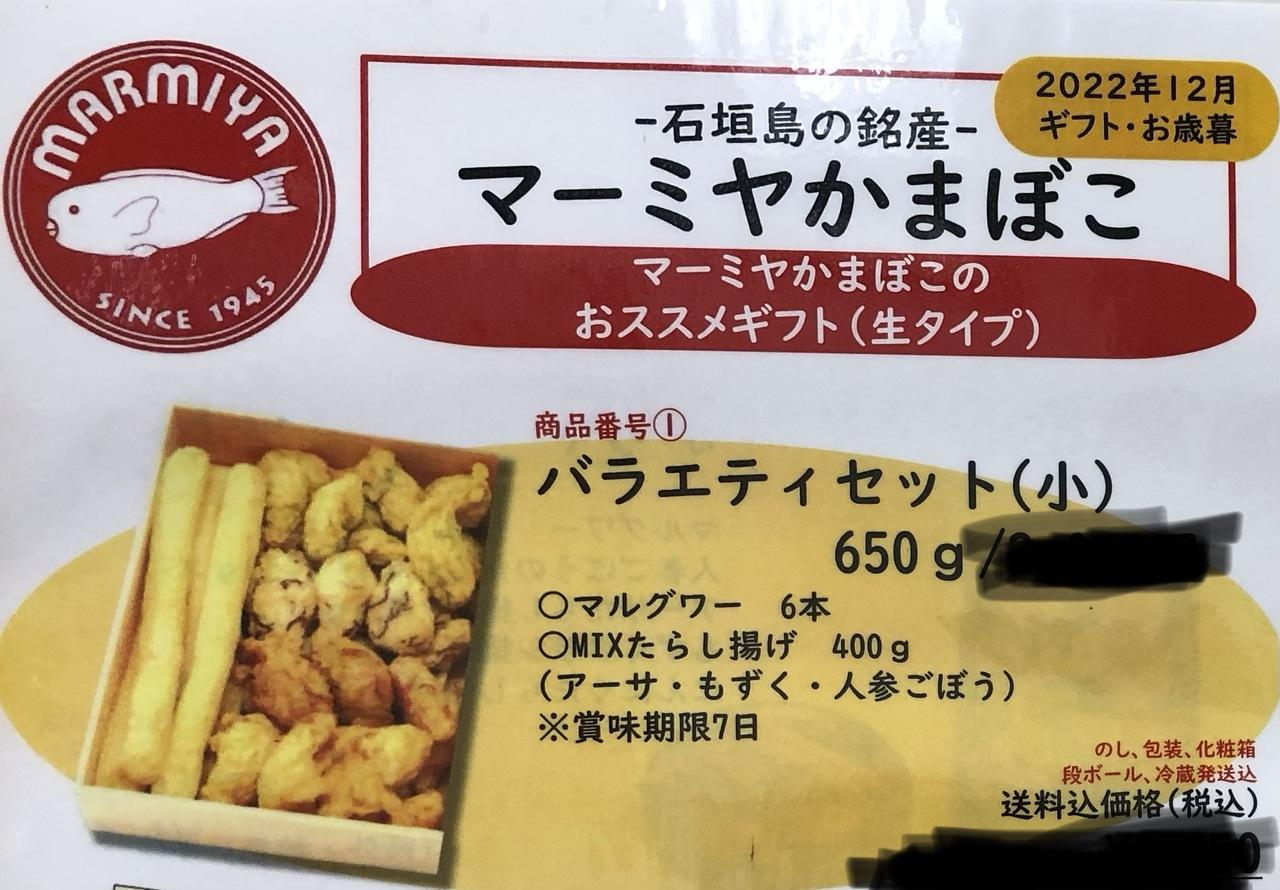 MARMIYA
SINCE 1945
2022年12月
ギフト・お歳暮
-石垣島の銘産-
マーミヤかまぼこ
マーミヤかまぼこの
おススメギフト(生タイプ)
商品番号①
バラエティセット(小)
650g/
○マルグワー 6本
○MIXたらし揚げ 400g
(アーサ・もずく・人参ごぼう)
※賞味期限7日
のし、包装、化粧箱
段ボール、冷蔵発送込
送料込価格(税込)